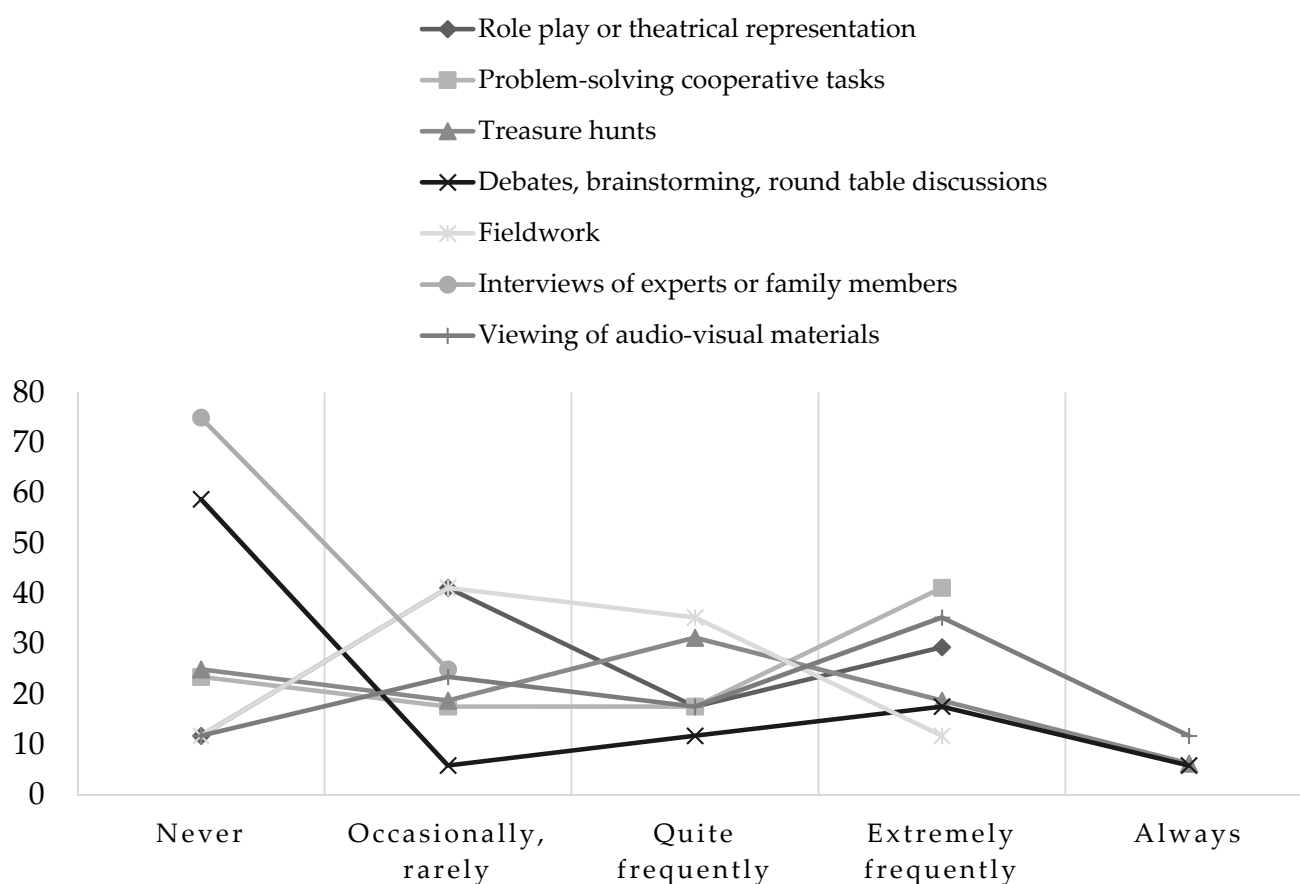 Role play or theatrical representation
Problem-solving cooperative tasks
Treasure hunts
Debates, brainstorming, round table discussions
Fieldwork
Interviews of experts or family members
Viewing of audio-visual materials
80
70
60
50
40
30
20
10
0
Never
Occasionally,
rarely
Quite
frequently
Extremely
frequently
Always